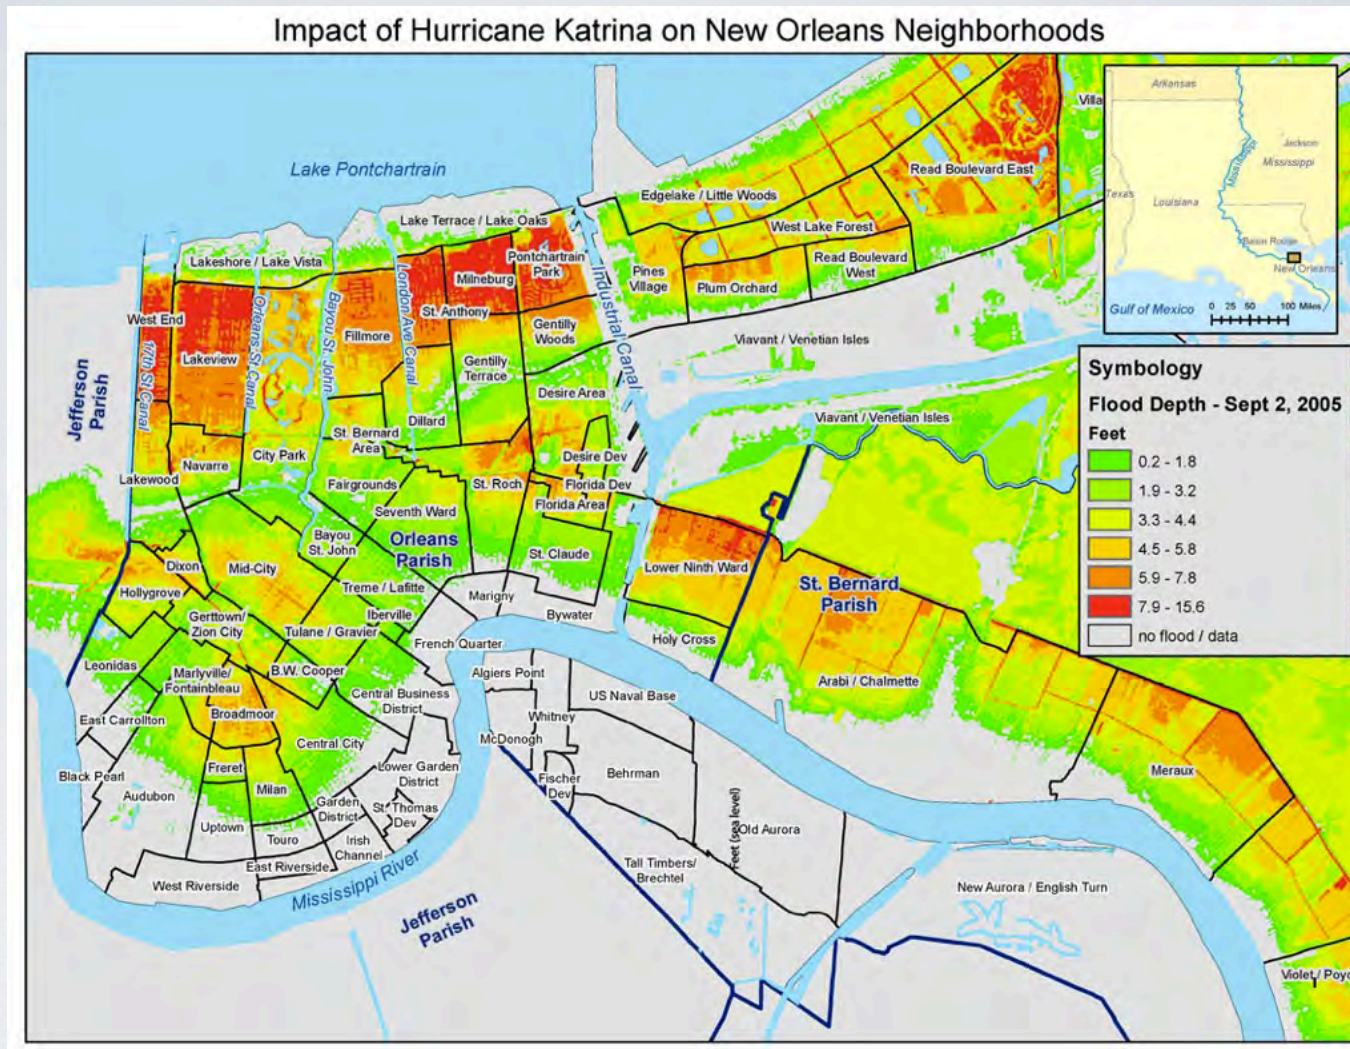 Impact of Hurricane Katrina on New Orleans Neighborhoods
Arkansas
Villa
Jackson
Mississippi
Mississippi
Lake Pontchartrain
Read Boulevard East
Texas
Edgelake / Little Woods
Louisiana
Lake Terrace / Lake Oaks
West Lake Forest
Baton Rouge
Pontchartrain
Park
Read Boulevard
West
Lakeshore / Lake Vista
New Orleans
Pines
Village
Milneburg
Plum Orchard
0 25 50 100 Miles
Gulf of Mexico
West End
St. Anthony
Industrial Canal
London Ave Canal
Orleans St. Canal
Bayou St. John
17th St Canal
Fillmore
Gentilly
Woods
Viavant / Venetian Isles
Lakeview
Gentilly
Terrace
Jefferson
Parish
Desire Area
Symbology
Flood Depth - Sept 2, 2005
Feet
0.2 - 1.8
1.9 - 3.2
3.3 - 4.4
4.5 - 5.8
5.9 - 7.8
7.9 - 15.6
no flood / data
Viavant / Venetian Isles
Dillard
St. Bernard
Area
City Park
Desire Dev
Navarre
Lakewood
Fairgrounds
St. Roch
Florida Dev
Florida Area
Seventh Ward
Bayou
St. John
Orleans
Parish
St. Claude
Dixon
Mid-City
Lower Ninth Ward
St. Bernard
Parish
Hollygrove
Treme / Lafitte
Marigny
Iberville
Bywater
Gerttown/
Zion City
Tulane / Gravier
French Quarter
Holy Cross
Leonidas
Marlyville/
Fontainbleau
B.W. Cooper
Algiers Point
Arabi / Chalmette
Central Business
District
US Naval Base
East Carrollton
Broadmoor
Whitney
McDonogh
Central City
Black Pearl
Freret
Lower Garden
District
Fischer
Dev
Behrman
Meraux
Audubon
Milan
Garden
District
St. Thomas
Dev
Uptown
Touro
Irish
Channel
Feet (sea level)
Old Aurora
East Riverside
Tall Timbers/
Brechtel
West Riverside
Mississippi River
New Aurora / English Turn
Jefferson
Parish
Violet / Poyd